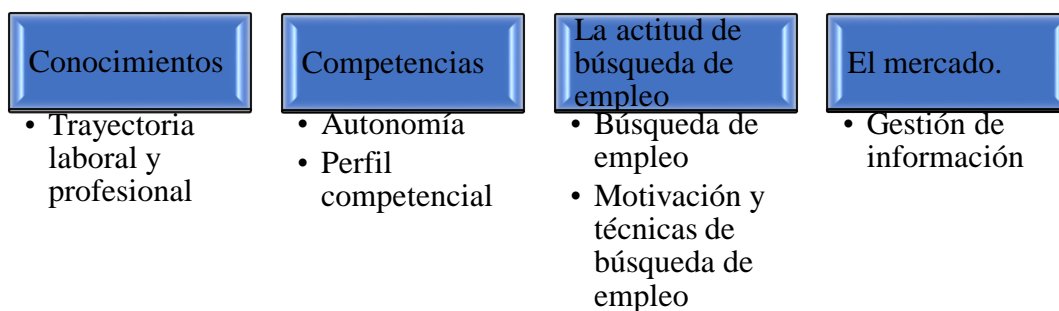 Conocimientos
• Trayectoria
laboral y
profesional
Competencias
• Autonomía
• Perfil
competencial
La actitud de
búsqueda de
empleo
• Búsqueda de
empleo
• Motivación y
técnicas de
búsqueda de
empleo
El mercado.
• Gestión de
información